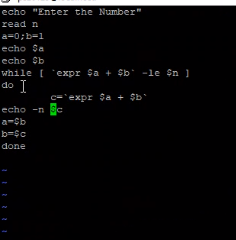 echo "Enter the Number"
read n
a=0;b=1
echo $a
echo $b
while [ `expr $a + $b` -le $n ]
do
c=`expr $a + $b`
echo -n $c
a=$b
b=$c
done
~
~
~
~
~